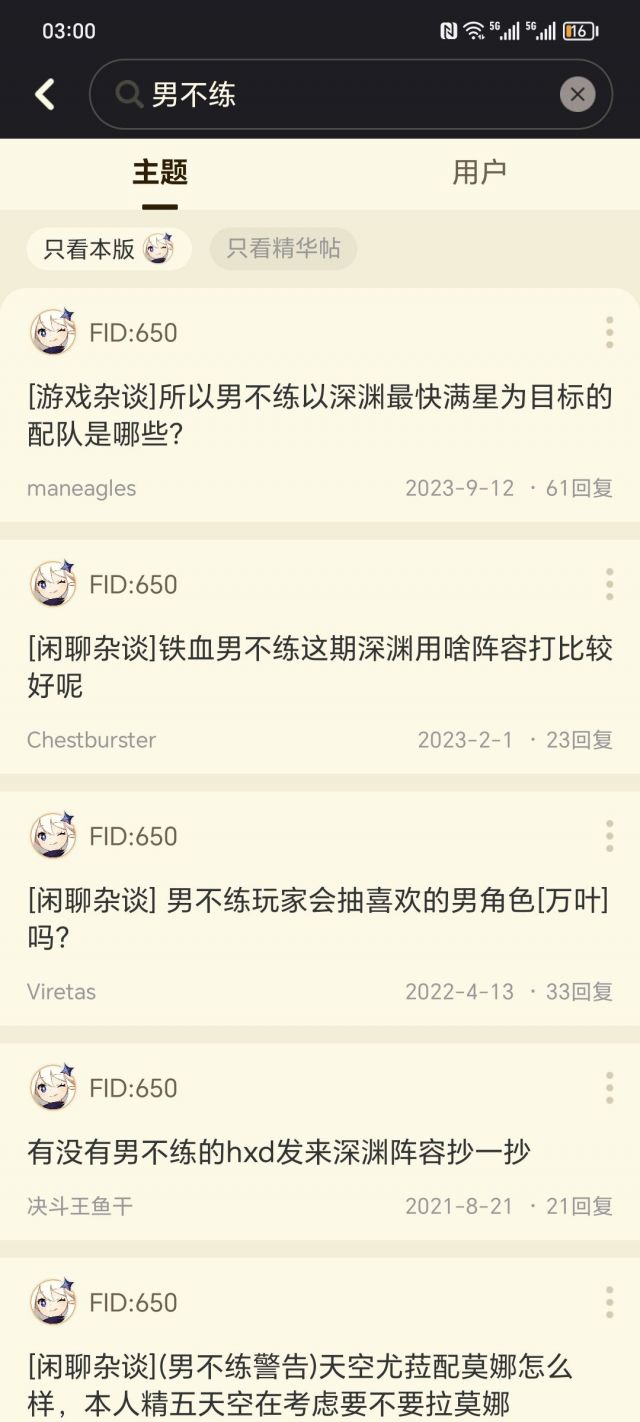 03:00
5G 5G 16
男不练
主题 用户
只看本版 只看精华帖
FID:650
[游戏杂谈]所以男不练以深渊最快满星为目标的
配队是哪些?
maneagles 2023-9-12 · 61回复
FID:650
[闲聊杂谈]铁血男不练这期深渊用啥阵容打比较
好呢
Chestburster 2023-2-1 · 23回复
FID:650
[闲聊杂谈] 男不练玩家会抽喜欢的男角色[万叶]
吗?
Viretas 2022-4-13 · 33回复
FID:650
有没有男不练的hxd发来深渊阵容抄一抄
决斗王鱼干 2021-8-21 · 21回复
FID:650
[闲聊杂谈](男不练警告)天空尤菈配莫娜怎么
样，本人精五天空在考虑要不要拉莫娜